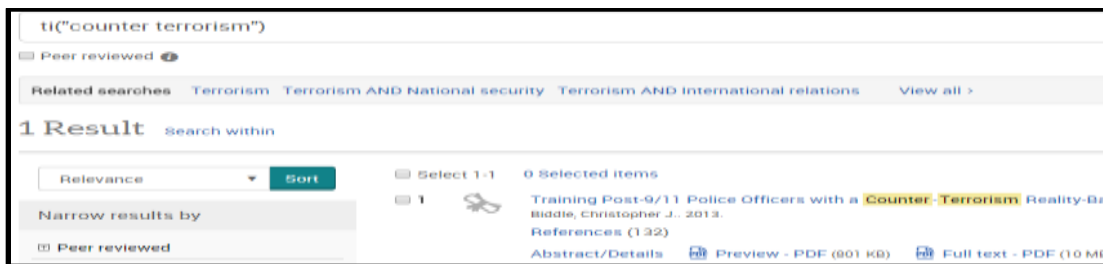 ti("counter terrorism")
Peer reviewed
Related searches Terrorism Terrorism AND National security Terrorism AND International relations View all >
1 Result Search within
Relevance Sort Select 1-1 0 Selected items
1 Training Post-9/11 Police Officers with a Counter-Terrorism Reality-Ba
Narrow results by Biddle, Christopher J.. 2013.
References (132)
Peer reviewed Abstract/Details Preview - PDF (801 KB) Full text - PDF (10 MB